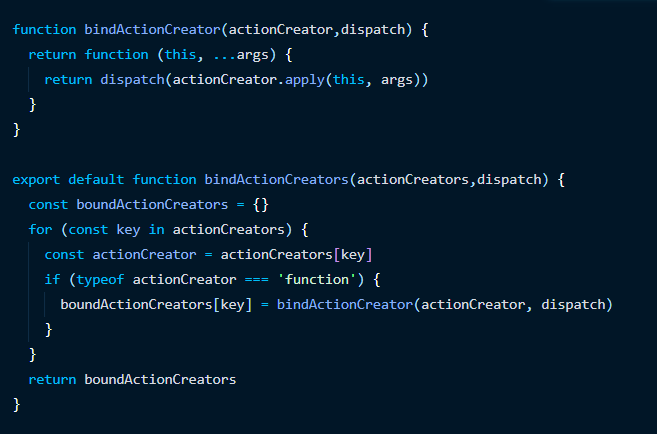 function bindActionCreator(actionCreator,dispatch) {
  return function (this, ...args) {
    return dispatch(actionCreator.apply(this, args))
  }
}

export default function bindActionCreators(actionCreators,dispatch) {
  const boundActionCreators = {}
  for (const key in actionCreators) {
    const actionCreator = actionCreators[key]
    if (typeof actionCreator === 'function') {
      boundActionCreators[key] = bindActionCreator(actionCreator, dispatch)
    }
  }
  return boundActionCreators
}